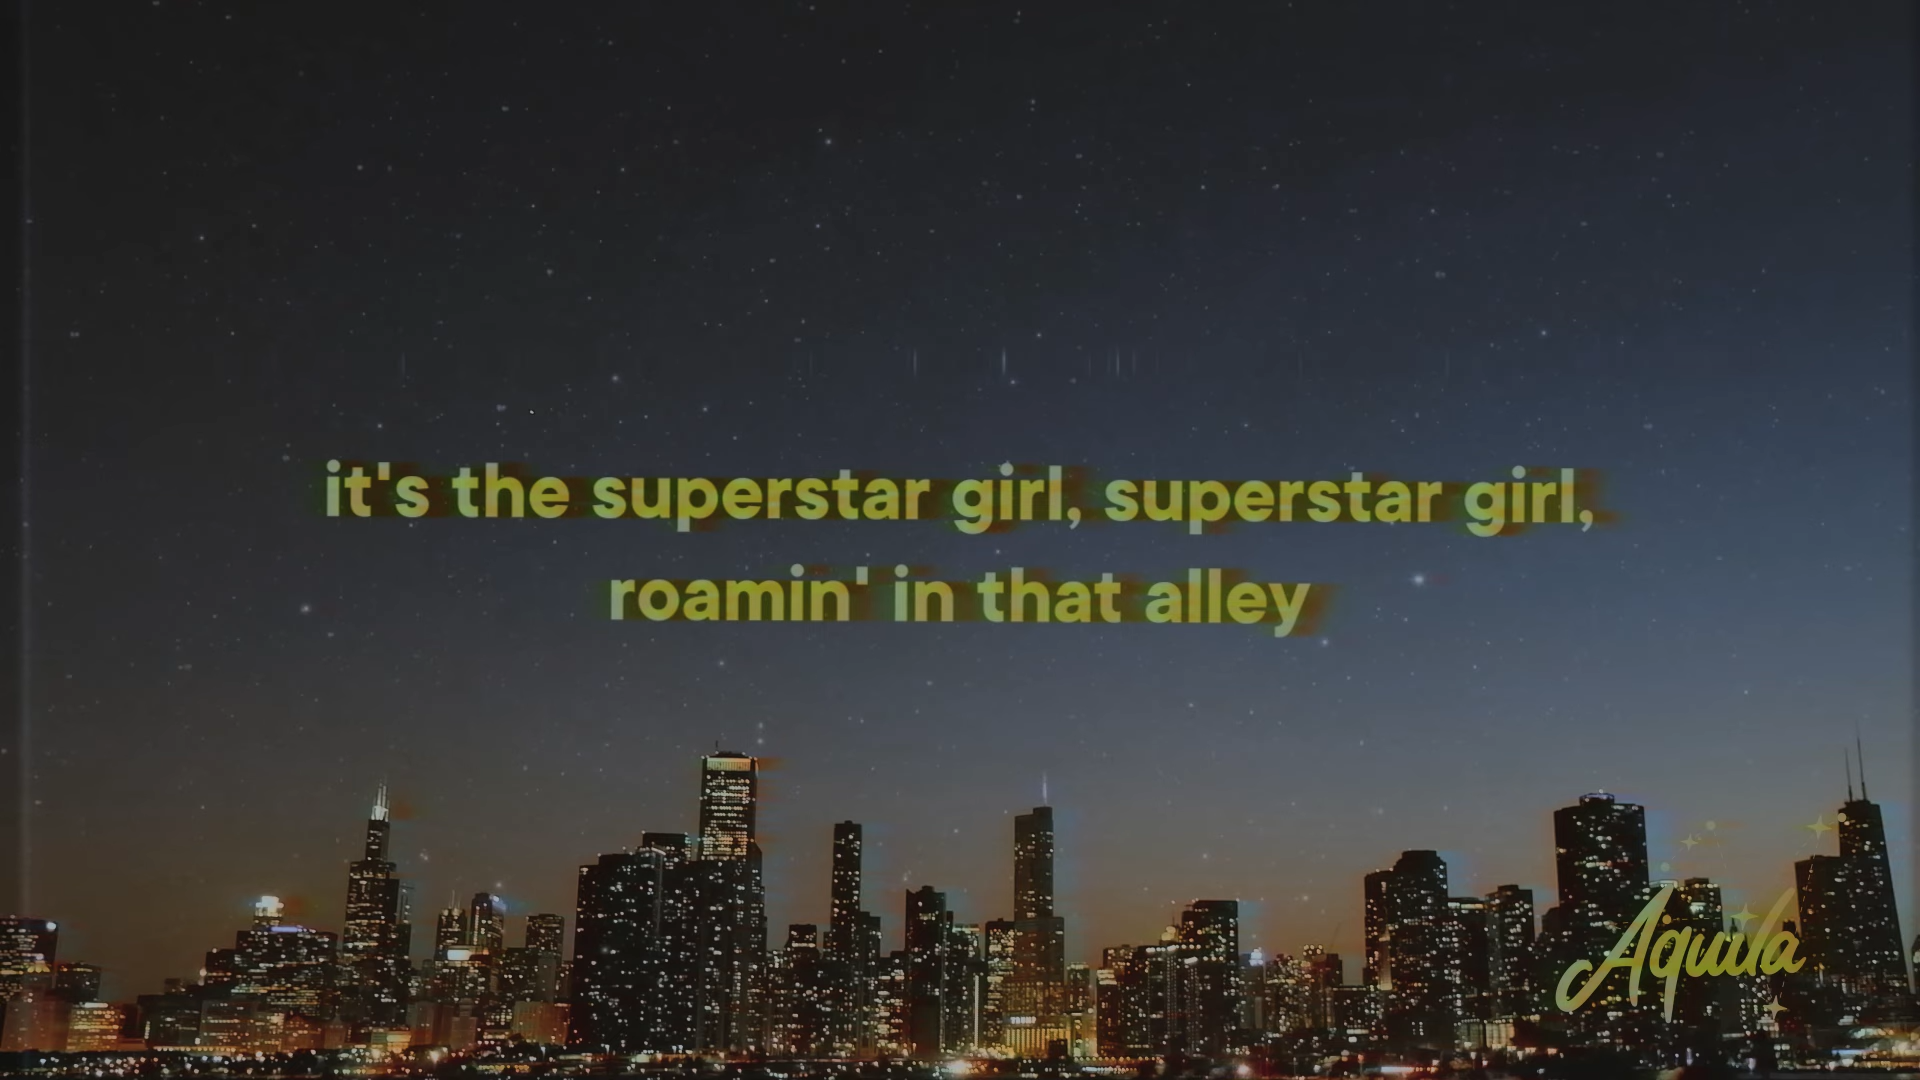 it's the superstar girl, superstar girl,
roamin' in that alley
Aquila